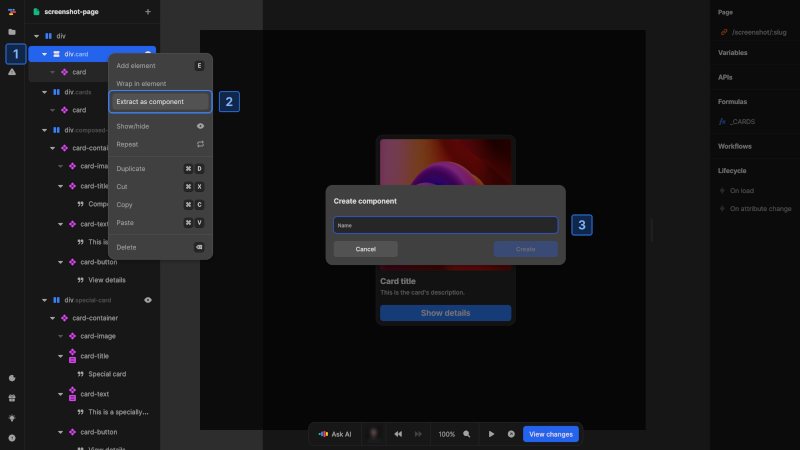 screenshot-page
div
1
div.card
card
div.cards
card
div.composed-
card-contain
card-ima
card-title
Compo
card-text
This is
card-button
View details
div.special-card
card-container
card-image
card-title
Special card
card-text
This is a specially...
card-button
View details
Add element E
Wrap in element
Extract as component
2
Show/hide
Repeat
Duplicate ⌘ D
Cut ⌘ X
Copy ⌘ C
Paste ⌘ V
Delete
Create component
Name
3
Cancel
Create
Card title
This is the card's description.
Show details
Ask AI
100%
View changes
Page
/screenshot/:slug
Variables
APIs
Formulas
fx _CARDS
Workflows
Lifecycle
On load
On attribute change